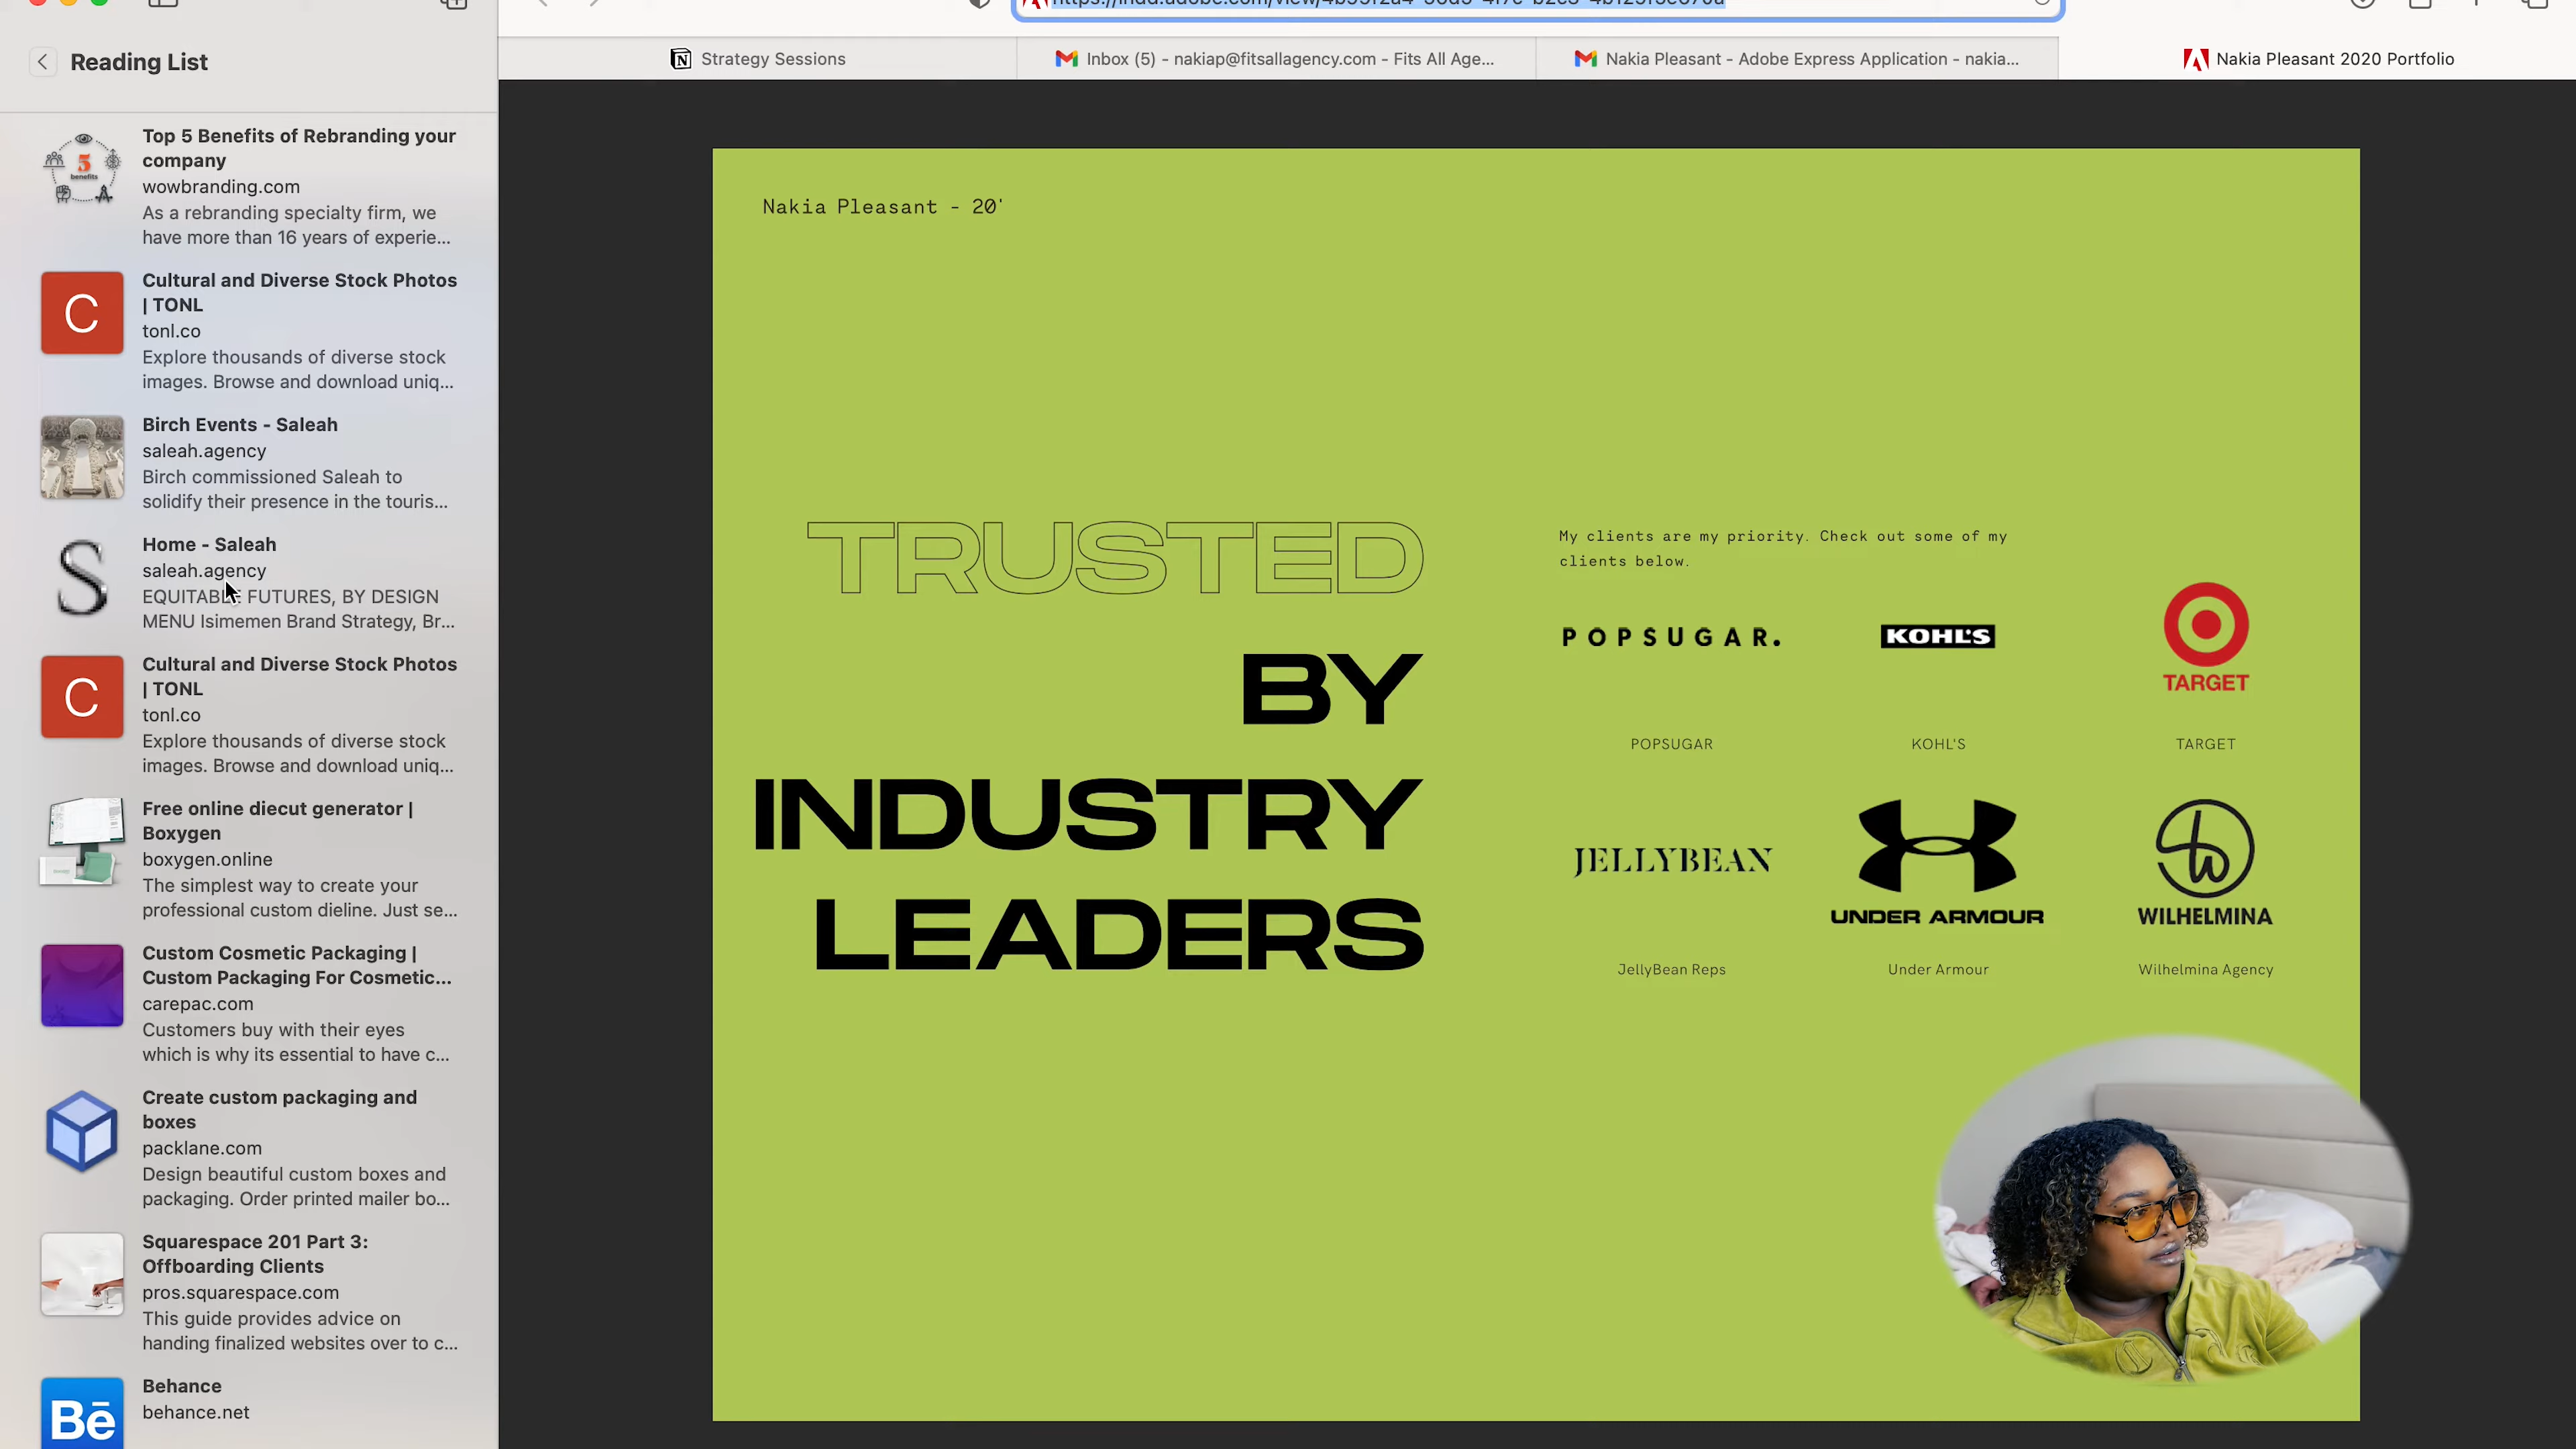 Reading List
Top 5 Benefits of Rebranding your
company
wowbranding.com
As a rebranding specialty firm, we
have more than 16 years of experie...
5
benefits
Cultural and Diverse Stock Photos
| TONL
tonl.co
Explore thousands of diverse stock
images. Browse and download uniq...
C
Birch Events - Saleah
saleah.agency
Birch commissioned Saleah to
solidify their presence in the touris...
Home - Saleah
saleah.agency
EQUITABLE FUTURES, BY DESIGN
MENU Isimemen Brand Strategy, Br...
S
Cultural and Diverse Stock Photos
| TONL
tonl.co
Explore thousands of diverse stock
images. Browse and download uniq...
C
Free online diecut generator |
Boxygen
boxygen.online
The simplest way to create your
professional custom dieline. Just se...
Custom Cosmetic Packaging |
Custom Packaging For Cosmetic...
carepac.com
Customers buy with their eyes
which is why its essential to have c...
Create custom packaging and
boxes
packlane.com
Design beautiful custom boxes and
packaging. Order printed mailer bo...
Squarespace 201 Part 3:
Offboarding Clients
pros.squarespace.com
This guide provides advice on
handing finalized websites over to c...
Behance
behance.net
Bē
Strategy Sessions
Inbox (5) - nakiap@fitsallagency.com - Fits All Age...
Nakia Pleasant - Adobe Express Application - nakia...
Nakia Pleasant 2020 Portfolio
Nakia Pleasant - 20'
TRUSTED
BY
INDUSTRY
LEADERS
My clients are my priority. Check out some of my
clients below.
POPSUGAR.
KOHL'S
TARGET
POPSUGAR
KOHL'S
TARGET
JELLYBEAN
UNDER ARMOUR
WILHELMINA
JellyBean Reps
Under Armour
Wilhelmina Agency